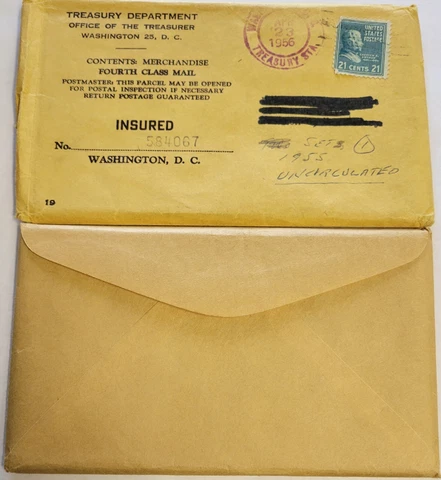 TREASURY DEPARTMENT
OFFICE OF THE TREASURER
WASHINGTON 25, D. C.
CONTENTS: MERCHANDISE
FOURTH CLASS MAIL
POSTMASTER: THIS PARCEL MAY BE OPENED
FOR POSTAL INSPECTION IF NECESSARY
RETURN POSTAGE GUARANTEED
INSURED
No. 584067
WASHINGTON, D. C.
19
APR
23
1956
TREASURY STA.
UNITED
STATES
POSTAGE
21 CENTS 21
SETS 1
1955
UNCIRCULATED